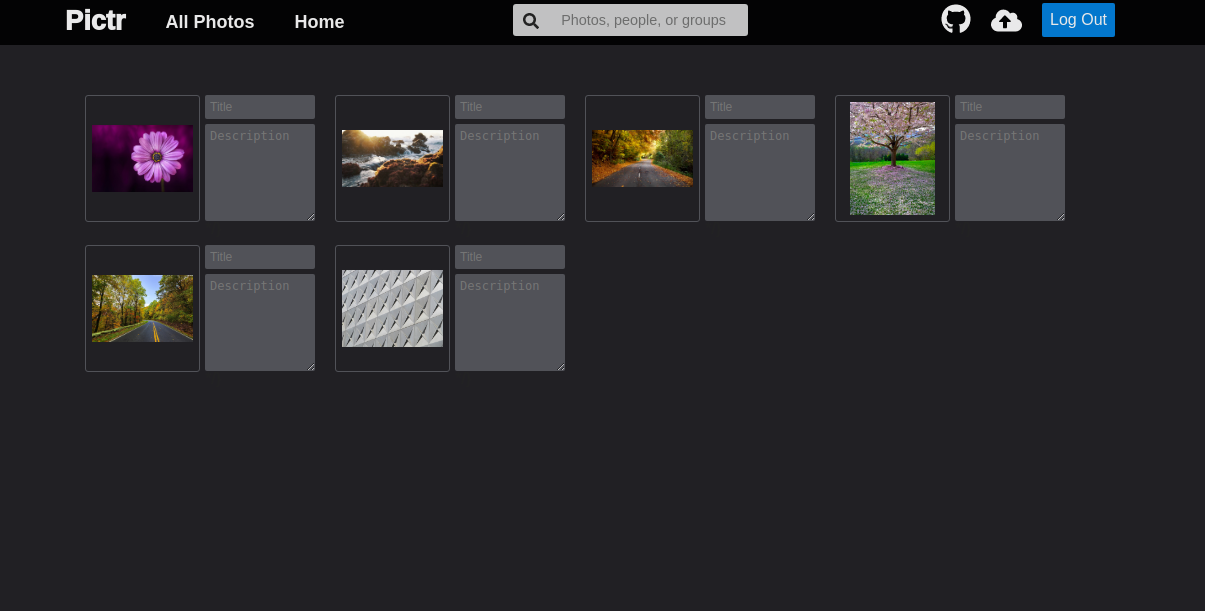 Pictr All Photos Home Photos, people, or groups Log Out
Title Title Title Title
Description Description Description Description
Title Title
Description Description